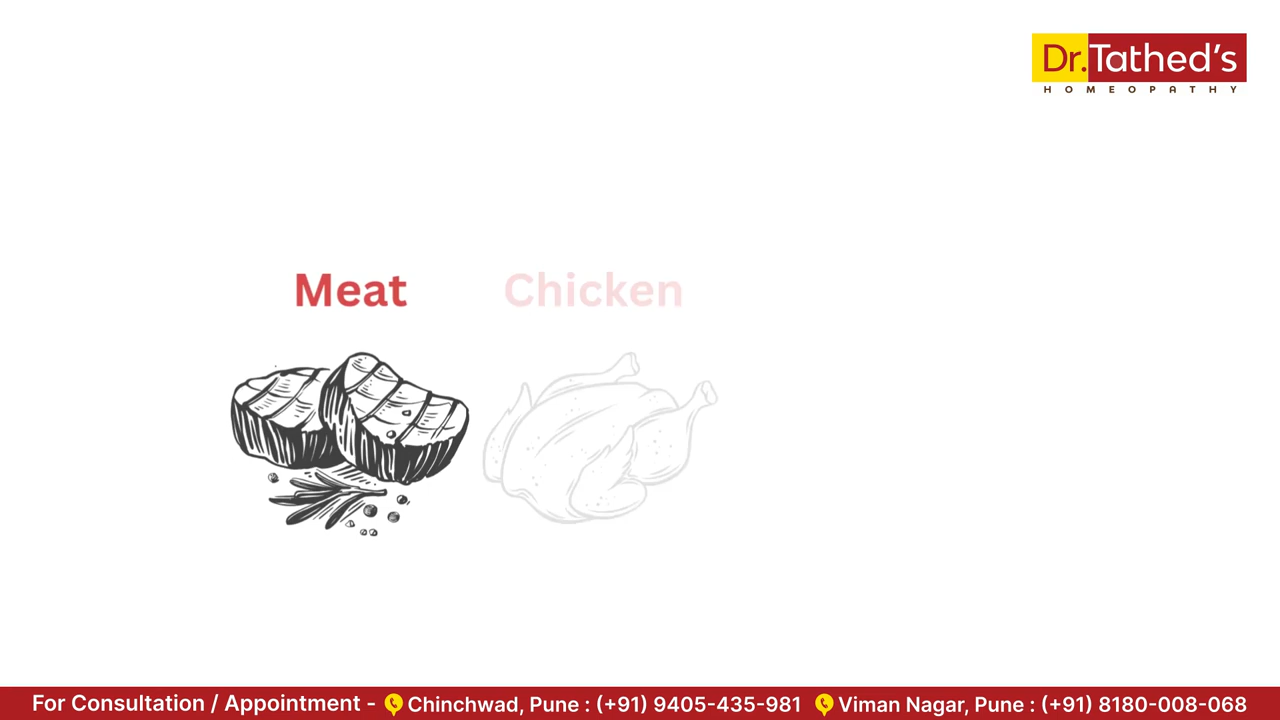 Dr.Tathed's
HOMEOPATHY
Meat Chicken
For Consultation / Appointment - Chinchwad, Pune : (+91) 9405-435-981 Viman Nagar, Pune : (+91) 8180-008-068